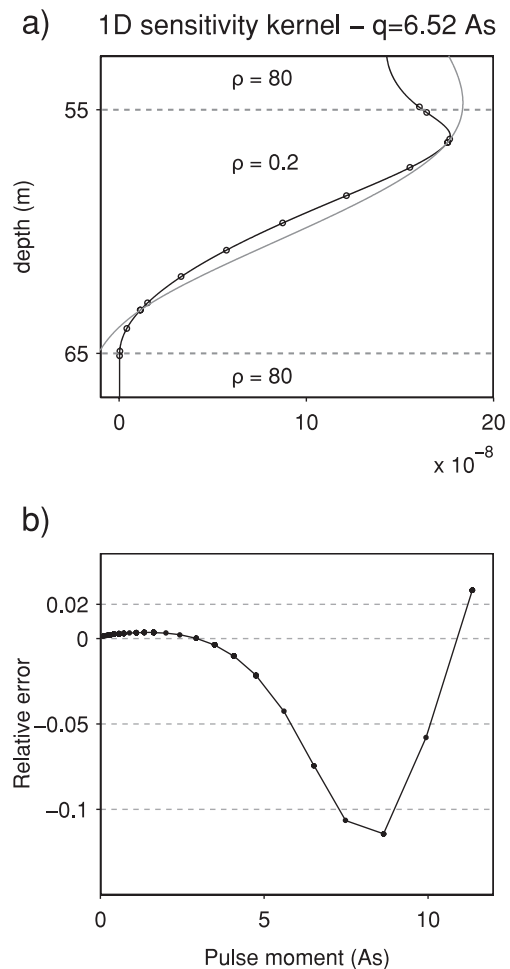 a) 1D sensitivity kernel – q=6.52 As
ρ = 80
55
ρ = 0.2
depth (m)
65
ρ = 80
0 10 20
x 10⁻⁸
b)
0.02
0
−0.05
−0.1
Relative error
0 5 10
Pulse moment (As)